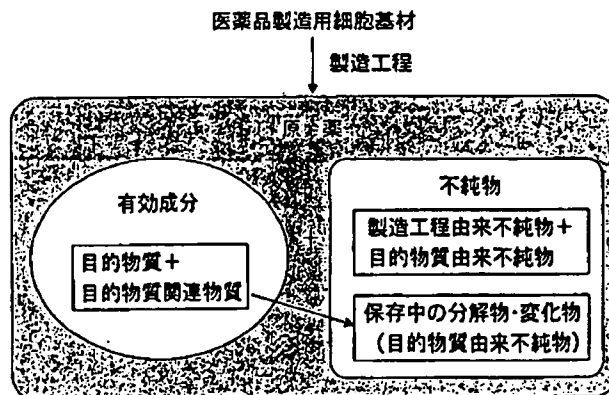 医薬品製造用細胞基材
製造工程
原 薬
有効成分
目的物質+
目的物質関連物質
不純物
製造工程由来不純物+
目的物質由来不純物
保存中の分解物・変化物
(目的物質由来不純物)